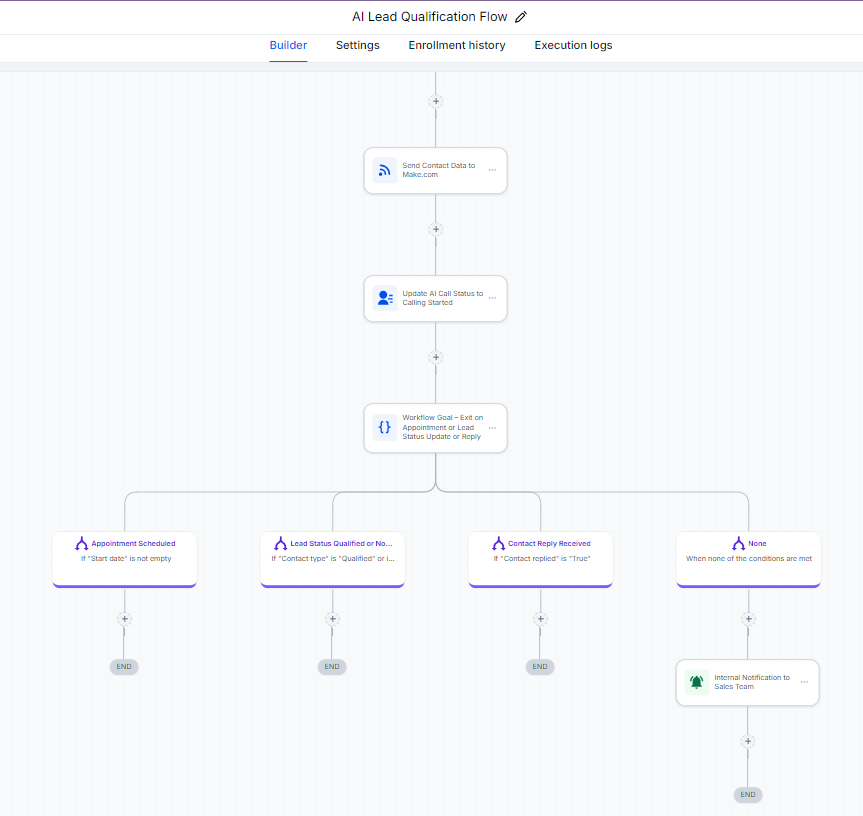 AI Lead Qualification Flow
Builder
Settings
Enrollment history
Execution logs
Send Contact Data to
Make.com
Update AI Call Status to
Calling Started
Workflow Goal – Exit on
Appointment or Lead
Status Update or Reply
Appointment Scheduled
If "Start date" is not empty
Lead Status Qualified or No...
If "Contact type" is "Qualified" or i...
Contact Reply Received
If "Contact replied" is "True"
None
When none of the conditions are met
END
END
END
Internal Notification to
Sales Team
END